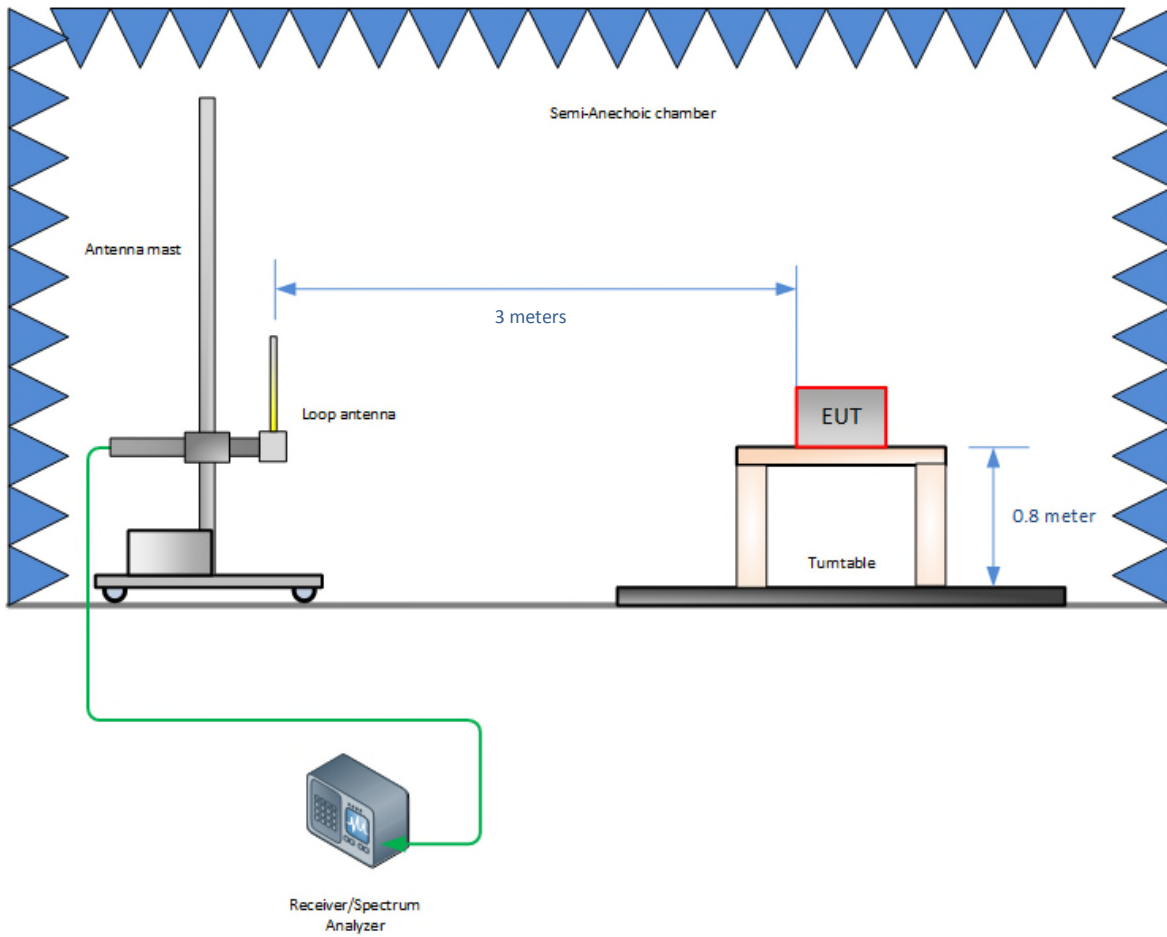 Semi-Anechoic chamber
Antenna mast
3 meters
Loop antenna
EUT
0.8 meter
Turntable
Receiver/Spectrum
Analyzer